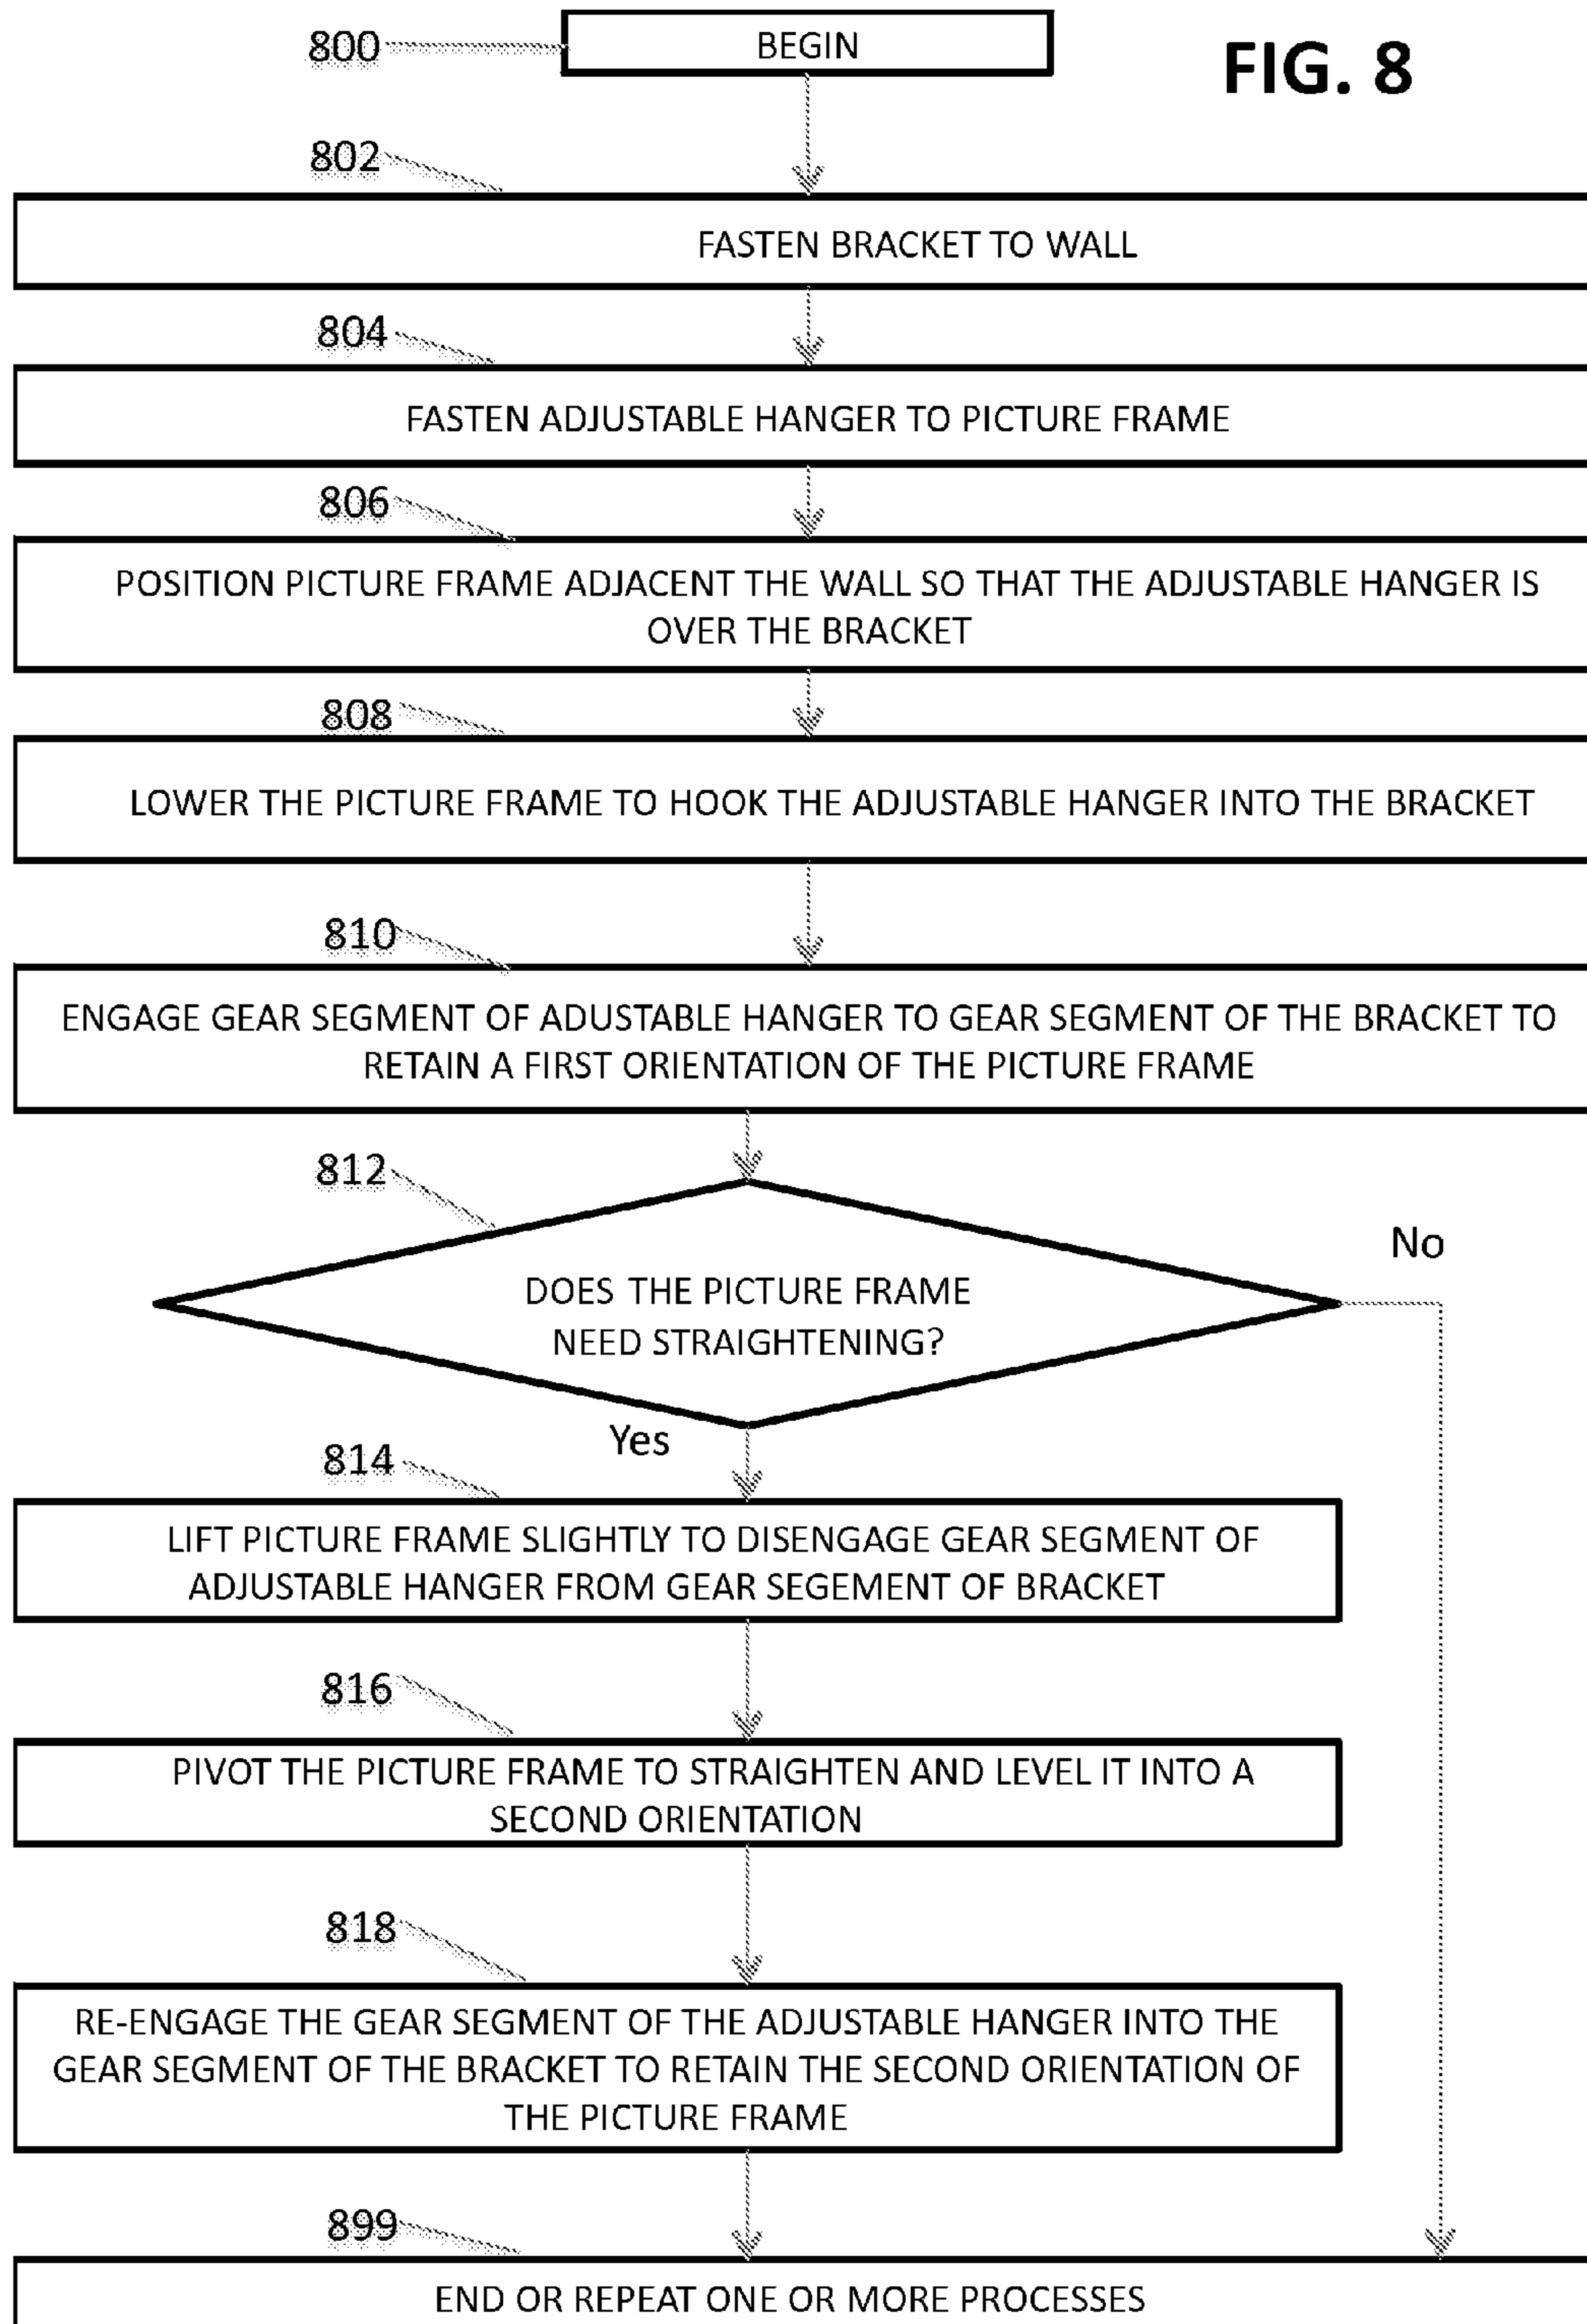 800
BEGIN
FIG. 8
802
FASTEN BRACKET TO WALL
804
FASTEN ADJUSTABLE HANGER TO PICTURE FRAME
806
POSITION PICTURE FRAME ADJACENT THE WALL SO THAT THE ADJUSTABLE HANGER IS
OVER THE BRACKET
808
LOWER THE PICTURE FRAME TO HOOK THE ADJUSTABLE HANGER INTO THE BRACKET
810
ENGAGE GEAR SEGMENT OF ADUSTABLE HANGER TO GEAR SEGMENT OF THE BRACKET TO
RETAIN A FIRST ORIENTATION OF THE PICTURE FRAME
812
No
DOES THE PICTURE FRAME
NEED STRAIGHTENING?
Yes
814
LIFT PICTURE FRAME SLIGHTLY TO DISENGAGE GEAR SEGMENT OF
ADJUSTABLE HANGER FROM GEAR SEGEMENT OF BRACKET
816
PIVOT THE PICTURE FRAME TO STRAIGHTEN AND LEVEL IT INTO A
SECOND ORIENTATION
818
RE-ENGAGE THE GEAR SEGMENT OF THE ADJUSTABLE HANGER INTO THE
GEAR SEGMENT OF THE BRACKET TO RETAIN THE SECOND ORIENTATION OF
THE PICTURE FRAME
899
END OR REPEAT ONE OR MORE PROCESSES